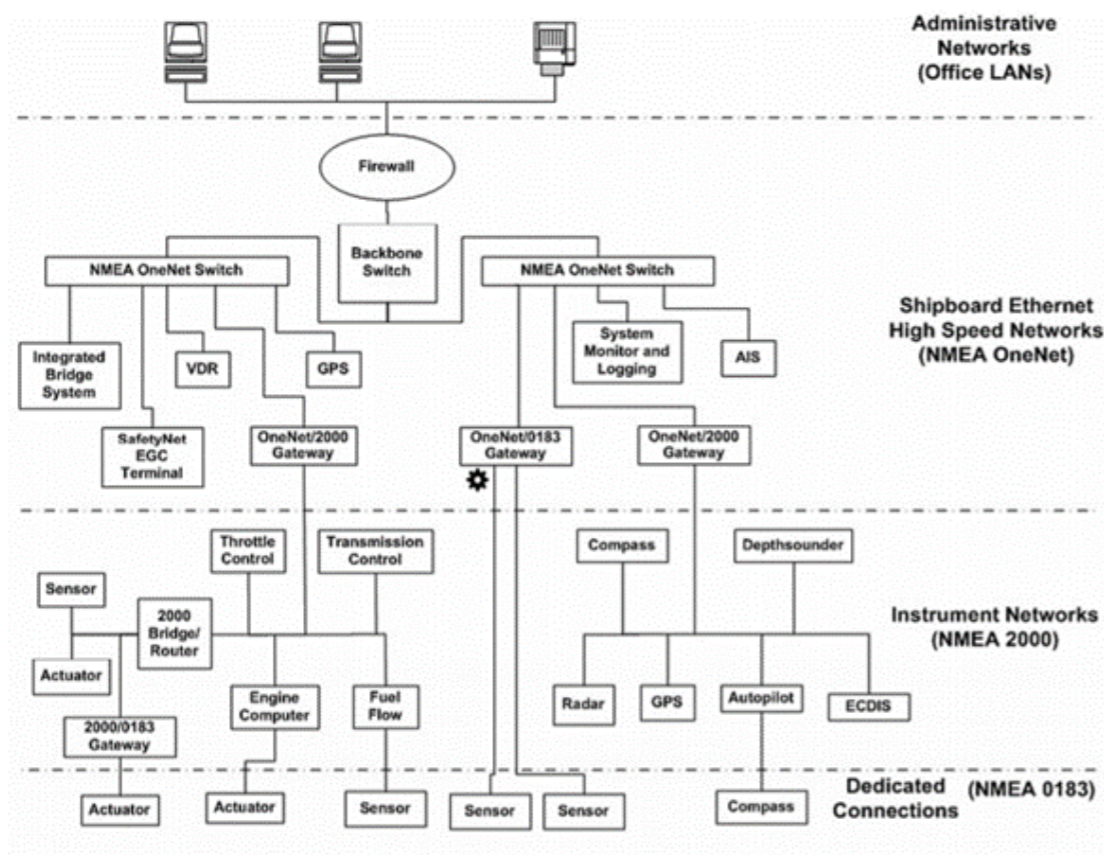 Administrative
Networks
(Office LANs)
Firewall
Backbone
Switch
NMEA OneNet Switch
NMEA OneNet Switch
Shipboard Ethernet
High Speed Networks
(NMEA OneNet)
Integrated
Bridge
System
VDR
GPS
System
Monitor and
Logging
AIS
SafetyNet
EGC
Terminal
OneNet/2000
Gateway
OneNet/0183
Gateway
OneNet/2000
Gateway
Throttle
Control
Transmission
Control
Compass
Depthsounder
Sensor
2000
Bridge/
Router
Instrument Networks
(NMEA 2000)
Actuator
Engine
Computer
Fuel
Flow
Radar
GPS
Autopilot
ECDIS
2000/0183
Gateway
Actuator
Actuator
Sensor
Sensor
Sensor
Compass
Dedicated
Connections
(NMEA 0183)